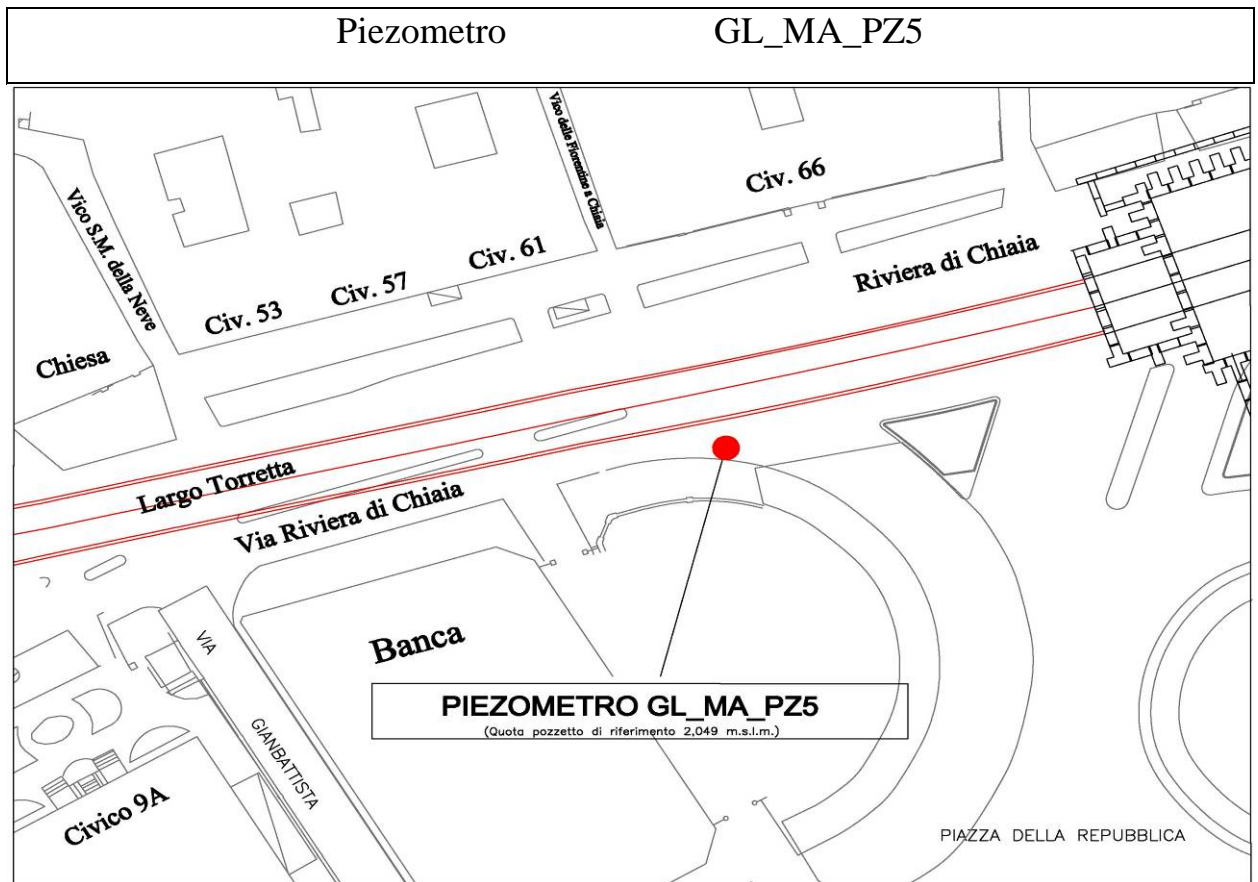 Piezometro GL_MA_PZ5
Vico delle Fiorentine a Chiaia
Civ. 66
Vico S.M. della Neve
Civ. 61
Riviera di Chiaia
Civ. 57
Civ. 53
Chiesa
Largo Torretta
Via Riviera di Chiaia
Banca
VIA GIANBATTISTA
PIEZOMETRO GL_MA_PZ5
(Quota pozzetto di riferimento 2,049 m.s.l.m.)
Civico 9A
PIAZZA DELLA REPUBBLICA